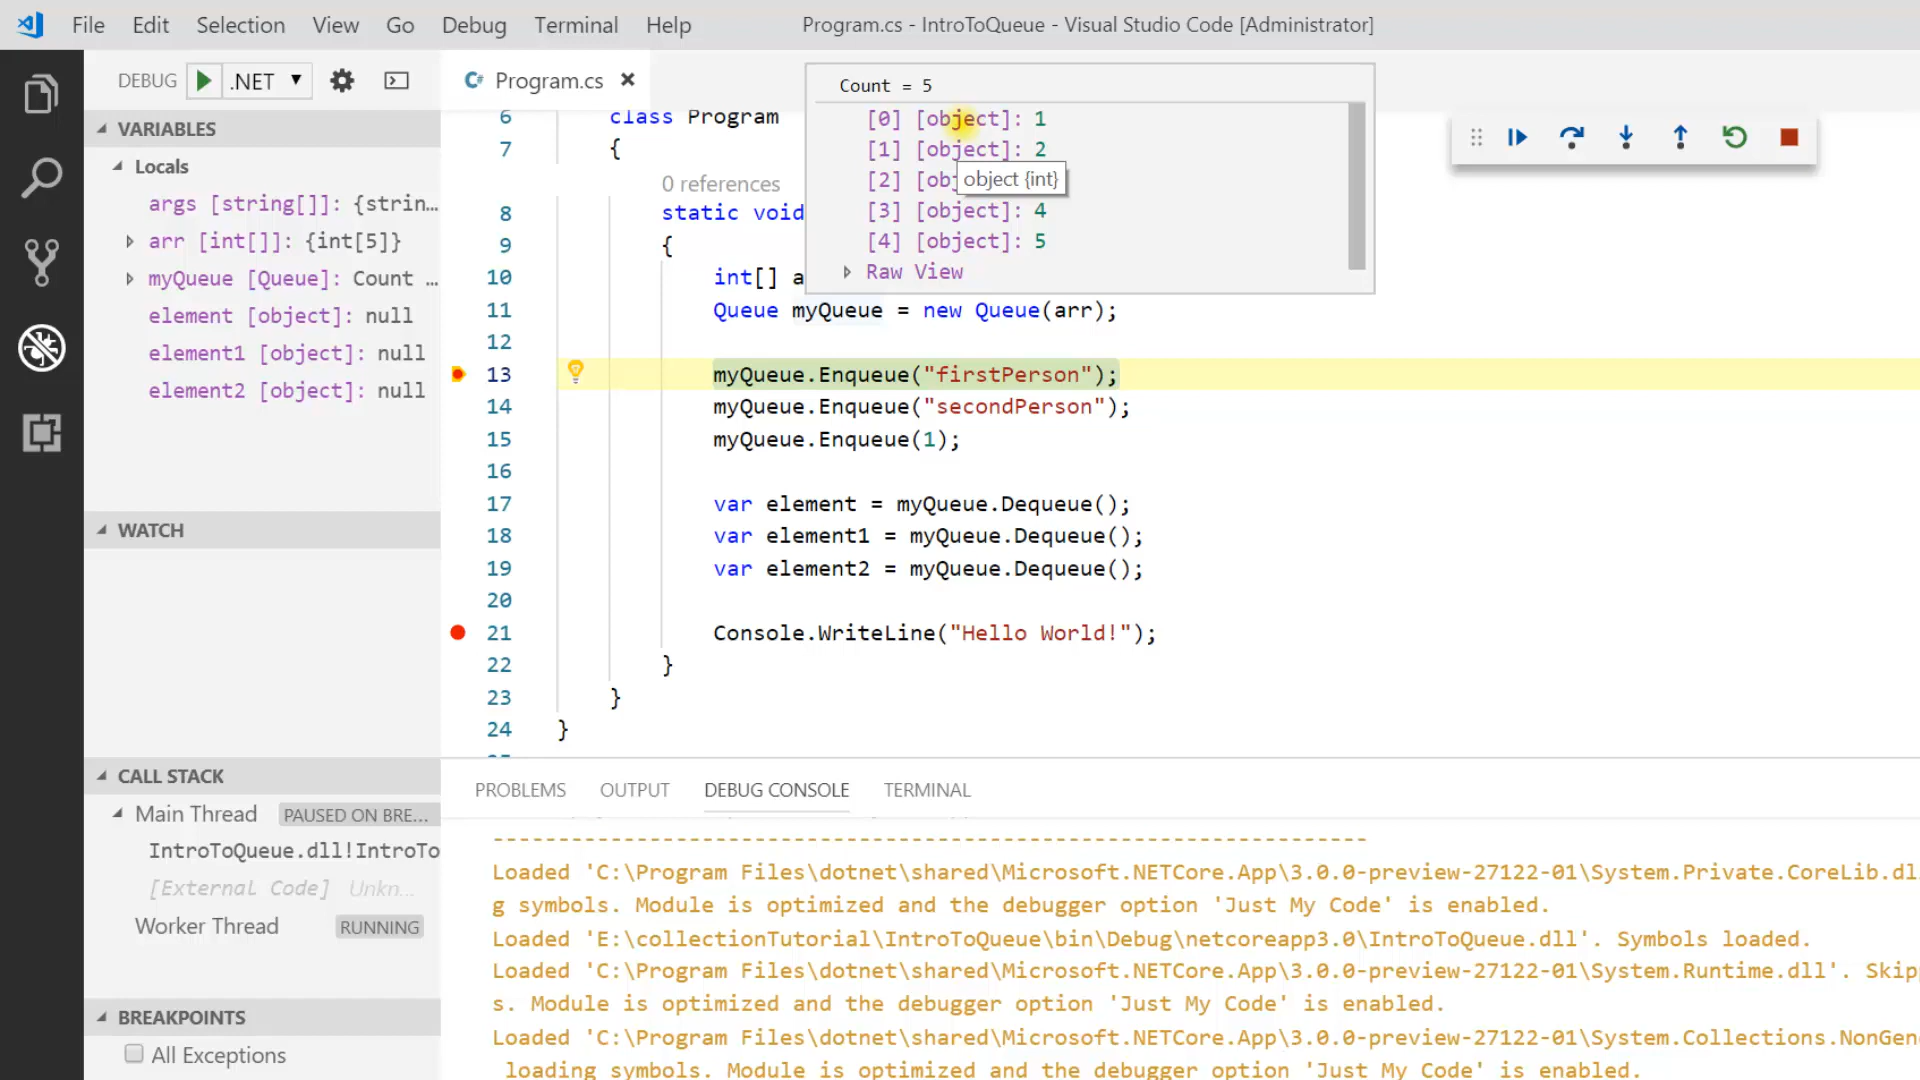 File Edit Selection View Go Debug Terminal Help Program.cs - IntroToQueue - Visual Studio Code [Administrator]
DEBUG .NET
VARIABLES
Locals
args [string[]]: {strin...
arr [int[]]: {int[5]}
myQueue [Queue]: Count ...
element [object]: null
element1 [object]: null
element2 [object]: null
WATCH
CALL STACK
Main Thread PAUSED ON BRE...
IntroToQueue.dll!IntroTo
[External Code] Unkn...
Worker Thread RUNNING
BREAKPOINTS
All Exceptions
Program.cs
6 class Program
7 {
0 references
8 static void
9 {
10 int[] a
11 Queue myQueue = new Queue(arr);
12
13 myQueue.Enqueue("firstPerson");
14 myQueue.Enqueue("secondPerson");
15 myQueue.Enqueue(1);
16
17 var element = myQueue.Dequeue();
18 var element1 = myQueue.Dequeue();
19 var element2 = myQueue.Dequeue();
20
21 Console.WriteLine("Hello World!");
22 }
23 }
24 }
Count = 5
[0] [object]: 1
[1] [object]: 2
[2] [obj
object {int}
[3] [object]: 4
[4] [object]: 5
Raw View
PROBLEMS OUTPUT DEBUG CONSOLE TERMINAL
-------------------------------------------------------------------
Loaded 'C:\Program Files\dotnet\shared\Microsoft.NETCore.App\3.0.0-preview-27122-01\System.Private.CoreLib.dl
g symbols. Module is optimized and the debugger option 'Just My Code' is enabled.
Loaded 'E:\collectionTutorial\IntroToQueue\bin\Debug\netcoreapp3.0\IntroToQueue.dll'. Symbols loaded.
Loaded 'C:\Program Files\dotnet\shared\Microsoft.NETCore.App\3.0.0-preview-27122-01\System.Runtime.dll'. Skip
s. Module is optimized and the debugger option 'Just My Code' is enabled.
Loaded 'C:\Program Files\dotnet\shared\Microsoft.NETCore.App\3.0.0-preview-27122-01\System.Collections.NonGen
loading symbols. Module is optimized and the debugger option 'Just My Code' is enabled.